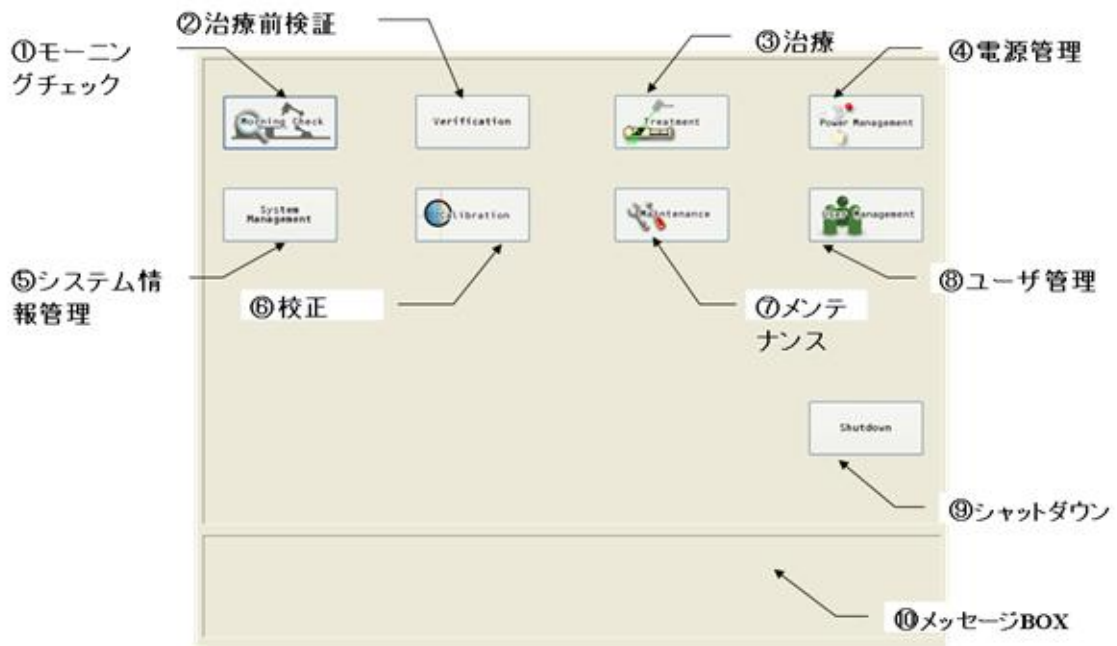 ②治療前検証
①モーニン
グチェック
③治療
④電源管理
Morning Check
Verification
Treatment
Power Management
System
Management
Calibration
Maintenance
User Management
⑤システム情
報管理
⑥校正
⑦メンテ
ナンス
⑧ユーザ管理
Shutdown
⑨シャットダウン
⑩メッセージBOX